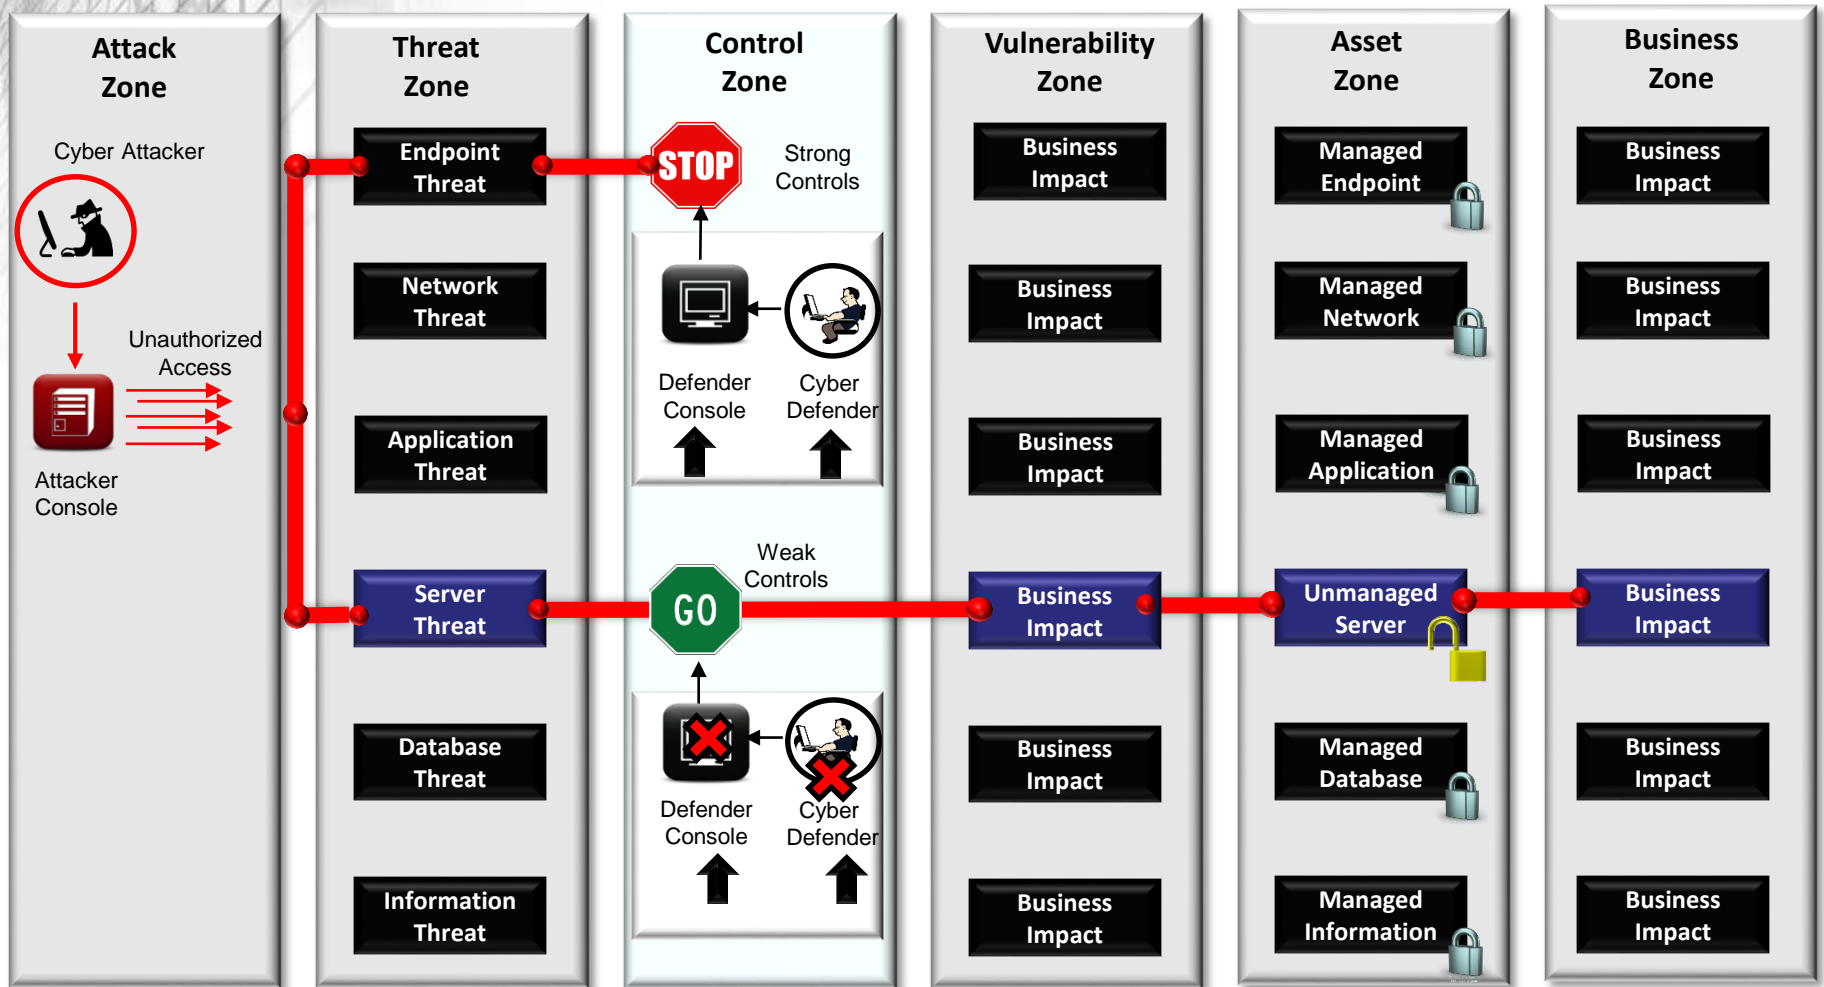 Attack
Zone
Cyber Attacker
Unauthorized
Access
Attacker
Console
Threat
Zone
Endpoint
Threat
Network
Threat
Application
Threat
Server
Threat
Database
Threat
Information
Threat
Control
Zone
STOP
Strong
Controls
Defender
Console
Cyber
Defender
Weak
Controls
GO
Defender
Console
Cyber
Defender
Vulnerability
Zone
Business
Impact
Business
Impact
Business
Impact
Business
Impact
Business
Impact
Business
Impact
Asset
Zone
Managed
Endpoint
Managed
Network
Managed
Application
Unmanaged
Server
Managed
Database
Managed
Information
Business
Zone
Business
Impact
Business
Impact
Business
Impact
Business
Impact
Business
Impact
Business
Impact